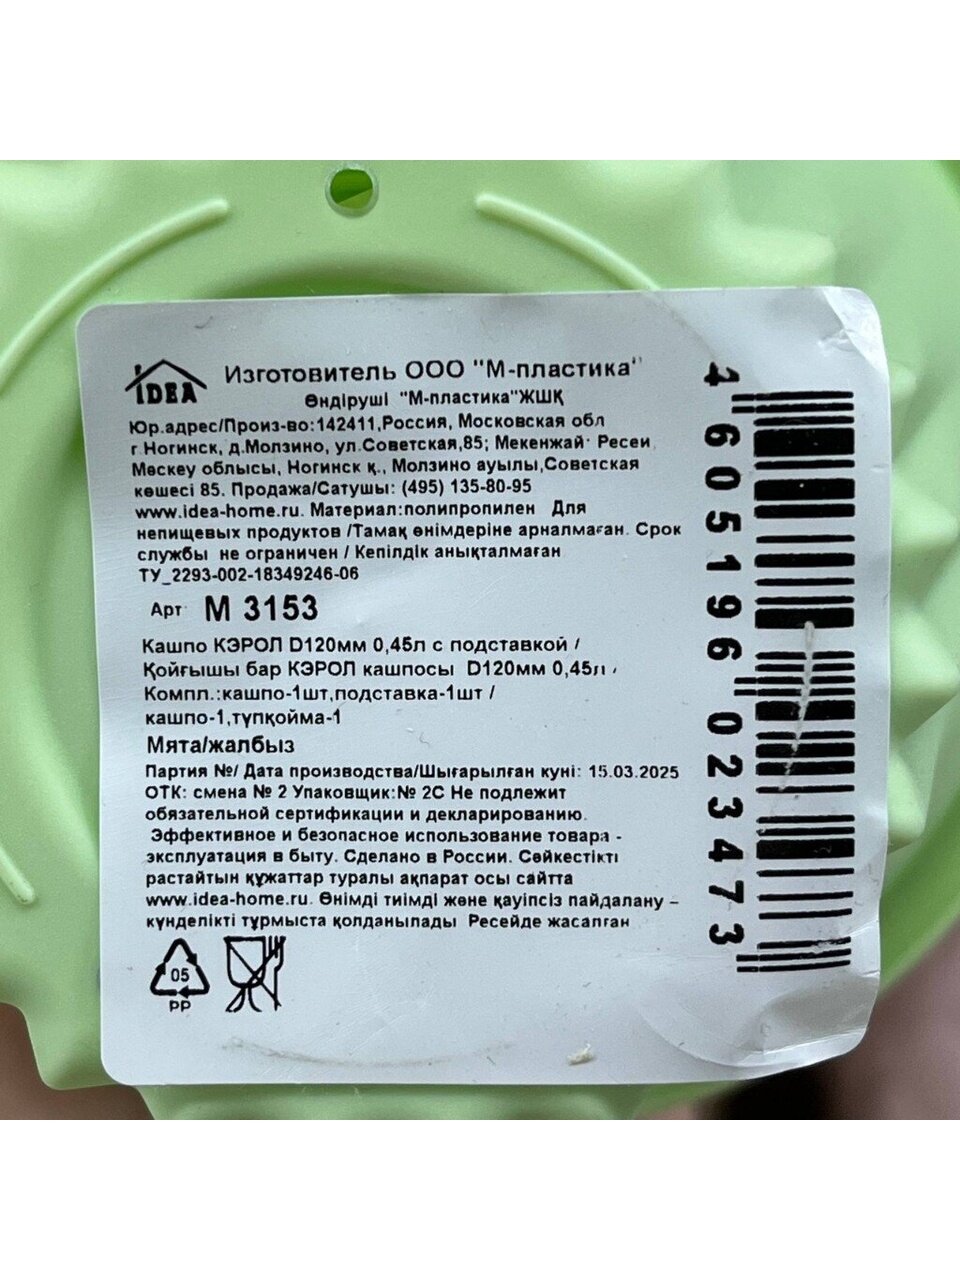 IDEA
Изготовитель ООО "М-пластика"
Өндіруші "М-пластика"ЖШҚ
Юр.адрес/Произ-во:142411,Россия, Московская обл
г.Ногинск, д.Молзино, ул.Советская,85; Мекенжай: Ресей,
Мәскеу облысы, Ногинск қ., Молзино ауылы,Советская
көшесі 85. Продажа/Сатушы: (495) 135-80-95
www.idea-home.ru. Материал:полипропилен Для
непищевых продуктов /Тамақ өнімдеріне арналмаған. Срок
службы не ограничен / Кепілдік анықталмаған
ТУ_2293-002-18349246-06
Арт М 3153
Кашпо КЭРОЛ D120мм 0,45л с подставкой /
Қойғышы бар КЭРОЛ кашпосы D120мм 0,45л /
Компл.:кашпо-1шт,подставка-1шт /
кашпо-1,түпқойма-1
Мята/жалбыз
Партия №/ Дата производства/Шығарылған күні: 15.03.2025
ОТК: смена № 2 Упаковщик:№ 2С Не подлежит
обязательной сертификации и декларированию.
Эффективное и безопасное использование товара -
эксплуатация в быту. Сделано в России. Сәйкестікті
растайтын құжаттар туралы ақпарат осы сайтта
www.idea-home.ru. Өнімді тиімді және қауіпсіз пайдалану –
күнделікті тұрмыста қолданылады Ресейде жасалған
05
PP
4605196023473